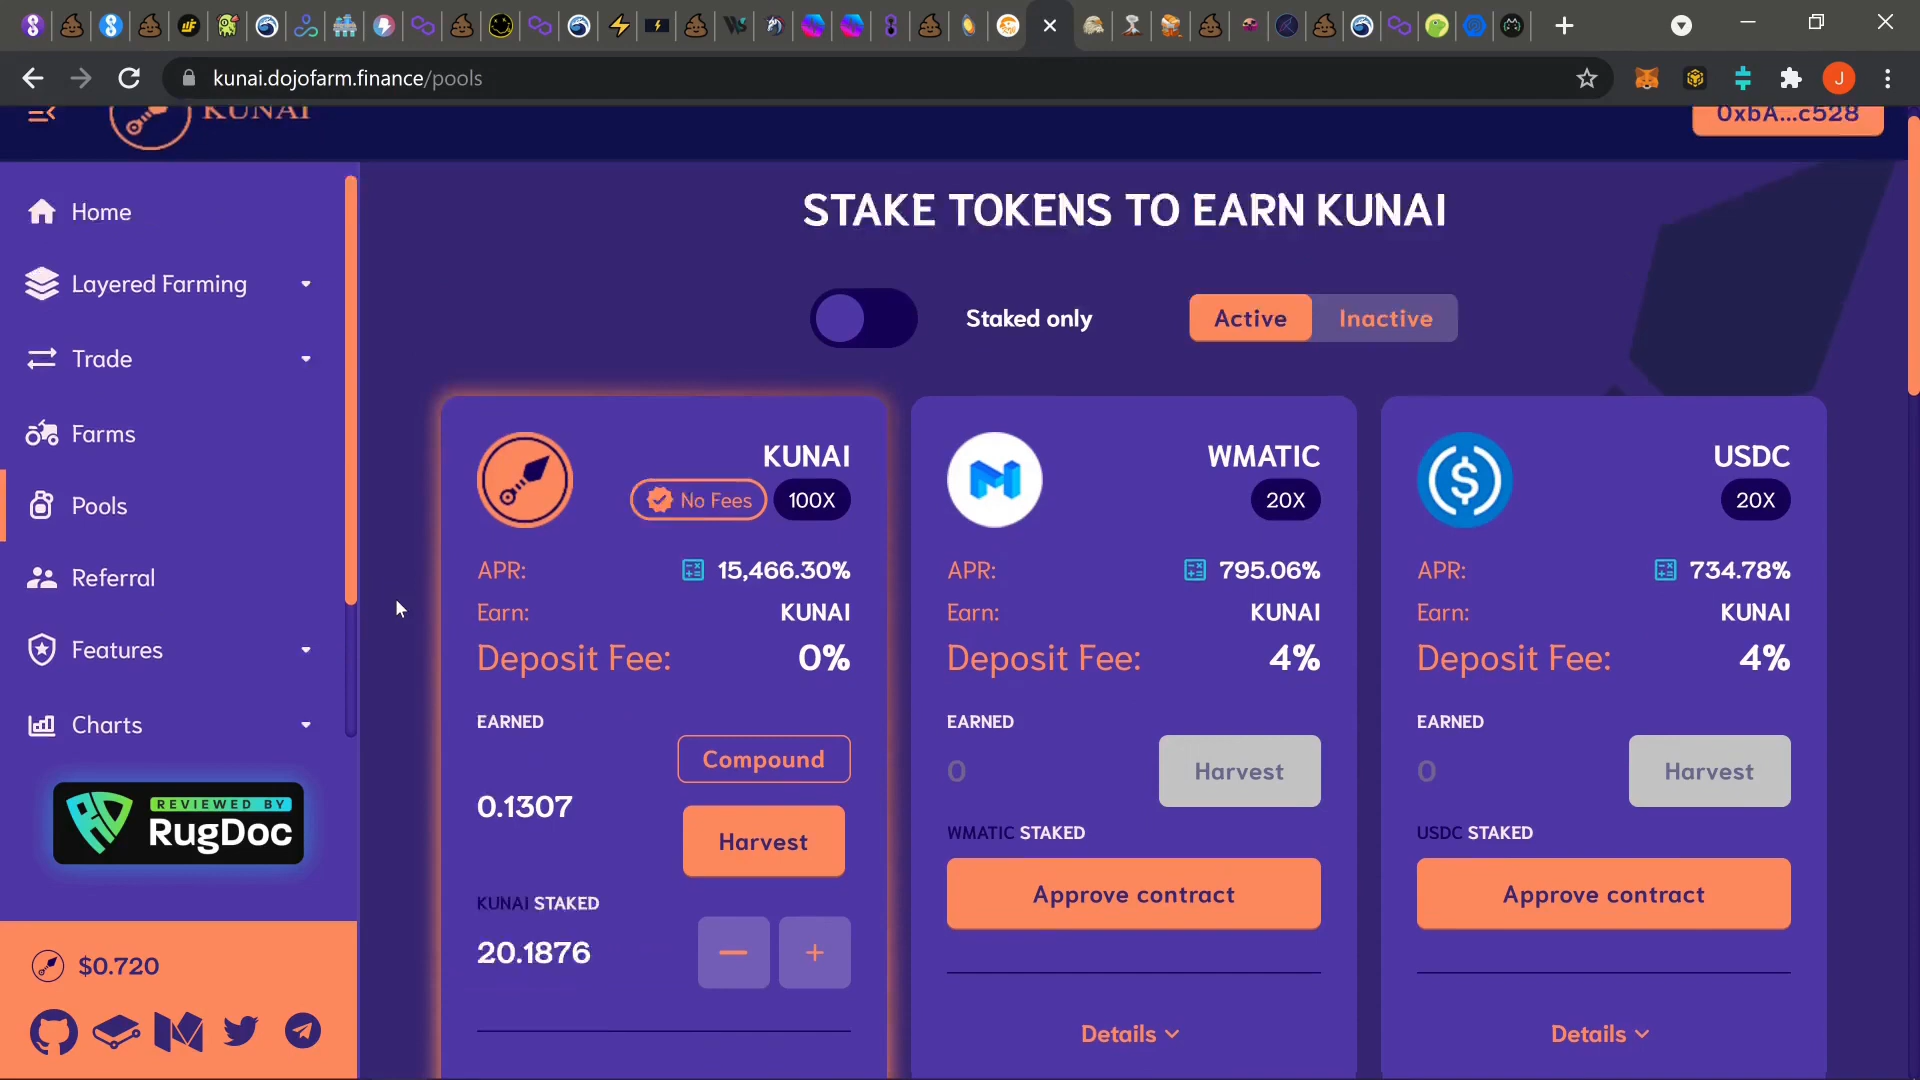 kunai.dojofarm.finance/pools
J
KUNAI
0xbA...c528
Home
Layered Farming
Trade
Farms
Pools
Referral
Features
Charts
REVIEWED BY
RugDoc
$0.720
STAKE TOKENS TO EARN KUNAI
Staked only
Active
Inactive
KUNAI
No Fees
100X
APR:
15,466.30%
Earn:
KUNAI
Deposit Fee:
0%
EARNED
Compound
0.1307
Harvest
KUNAI STAKED
20.1876
WMATIC
20X
APR:
795.06%
Earn:
KUNAI
Deposit Fee:
4%
EARNED
0
Harvest
WMATIC STAKED
Approve contract
Details
USDC
20X
APR:
734.78%
Earn:
KUNAI
Deposit Fee:
4%
EARNED
0
Harvest
USDC STAKED
Approve contract
Details